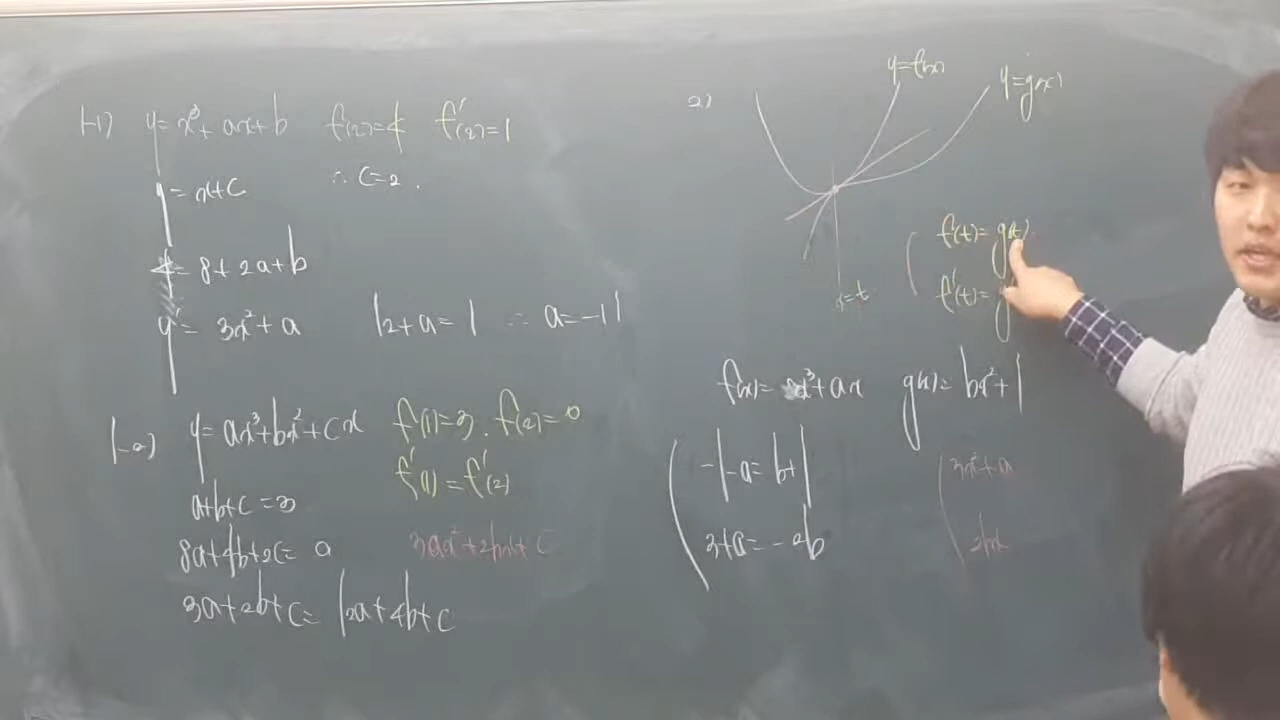 1-1) y=x³+ax+b f(2)=4 f'(2)=1
y=x+c ∴ c=2.
4=8+2a+b
y'=3x²+a 12+a=1 ∴ a=-11
1-2) y=ax³+bx²+cx f(1)=3. f(2)=0
f'(1)=f'(2)
a+b+c=3
8a+4b+2c=0 3ax²+2bx+c
3a+2b+c=12a+4b+c
2) y=f(x) y=g(x)
x=t
f(t)=g(t)
f'(t)=g
f(x)=x³+ax g(x)=bx²+1
-1-a=b+1 3x²+a
3+a=-2b 2bx